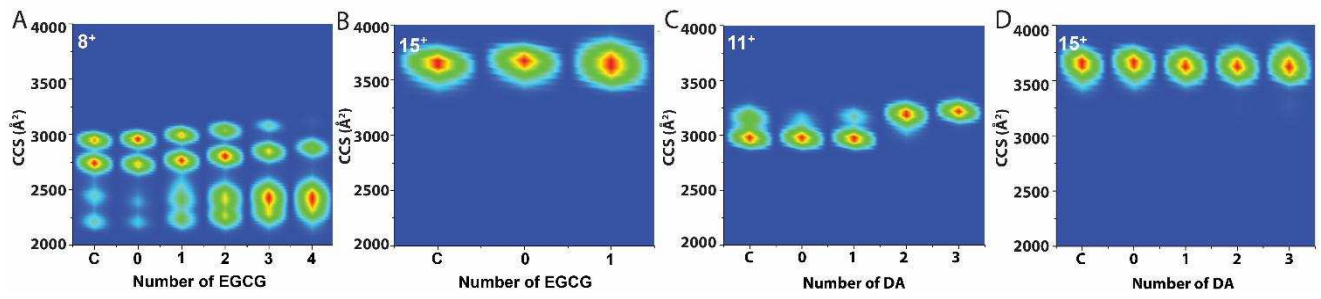 A
8+
4000
3500
3000
2500
2000
CCS (Å²)
C 0 1 2 3 4
Number of EGCG
B
15+
4000
3500
3000
2500
2000
CCS (Å²)
C 0 1
Number of EGCG
C
11+
4000
3500
3000
2500
2000
CCS (Å²)
C 0 1 2 3
Number of DA
D
15+
4000
3500
3000
2500
2000
CCS (Å²)
C 0 1 2 3
Number of DA